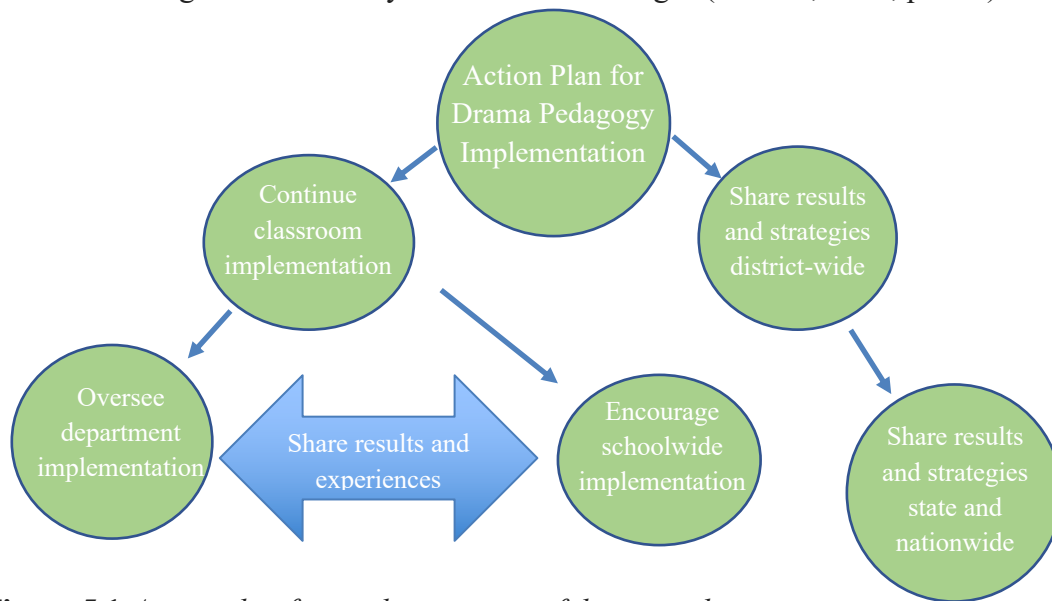 Action Plan for
Drama Pedagogy
Implementation
Continue
classroom
implementation
Share results
and strategies
district-wide
Oversee
department
implementation
Share results and
experiences
Encourage
schoolwide
implementation
Share results
and strategies
state and
nationwide